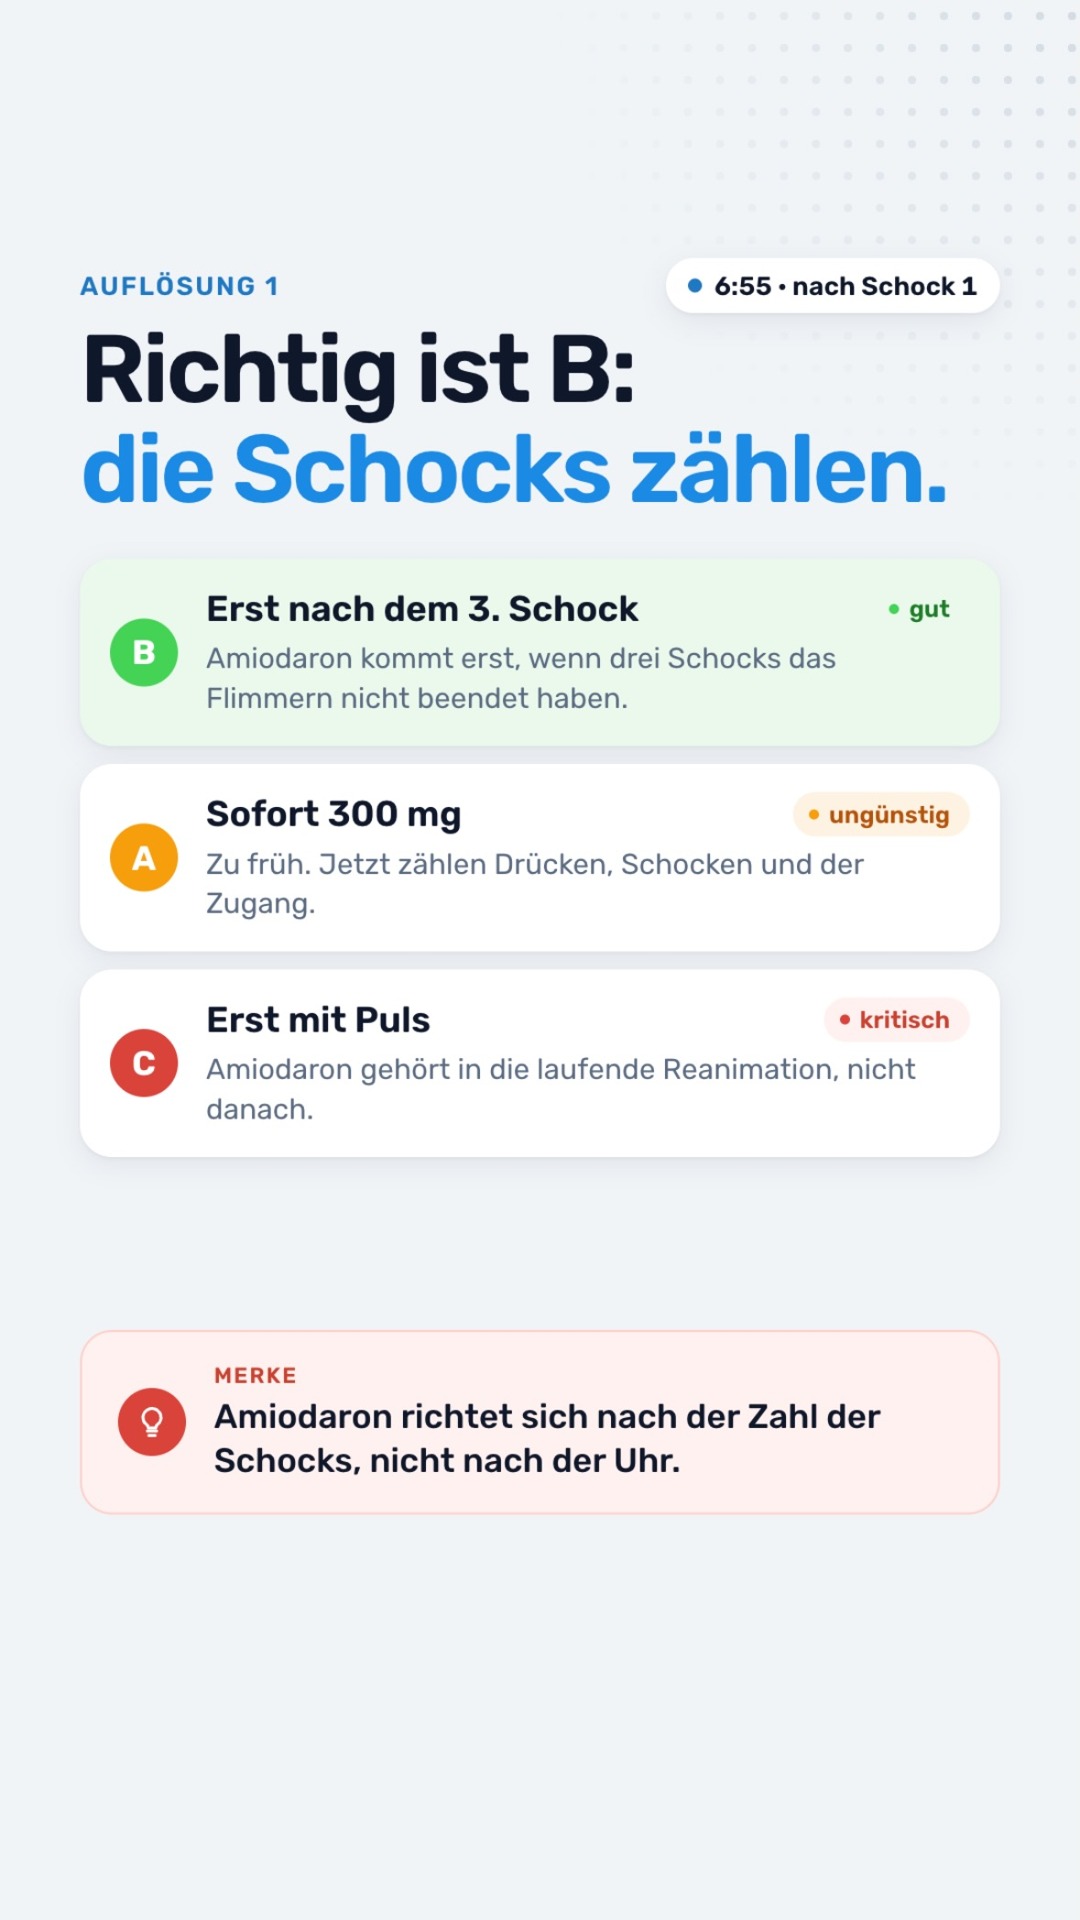 AUFLÖSUNG 1
6:55 • nach Schock 1
Richtig ist B:
die Schocks zählen.
B
Erst nach dem 3. Schock
gut
Amiodaron kommt erst, wenn drei Schocks das
Flimmern nicht beendet haben.
A
Sofort 300 mg
ungünstig
Zu früh. Jetzt zählen Drücken, Schocken und der
Zugang.
C
Erst mit Puls
kritisch
Amiodaron gehört in die laufende Reanimation, nicht
danach.
MERKE
Amiodaron richtet sich nach der Zahl der
Schocks, nicht nach der Uhr.